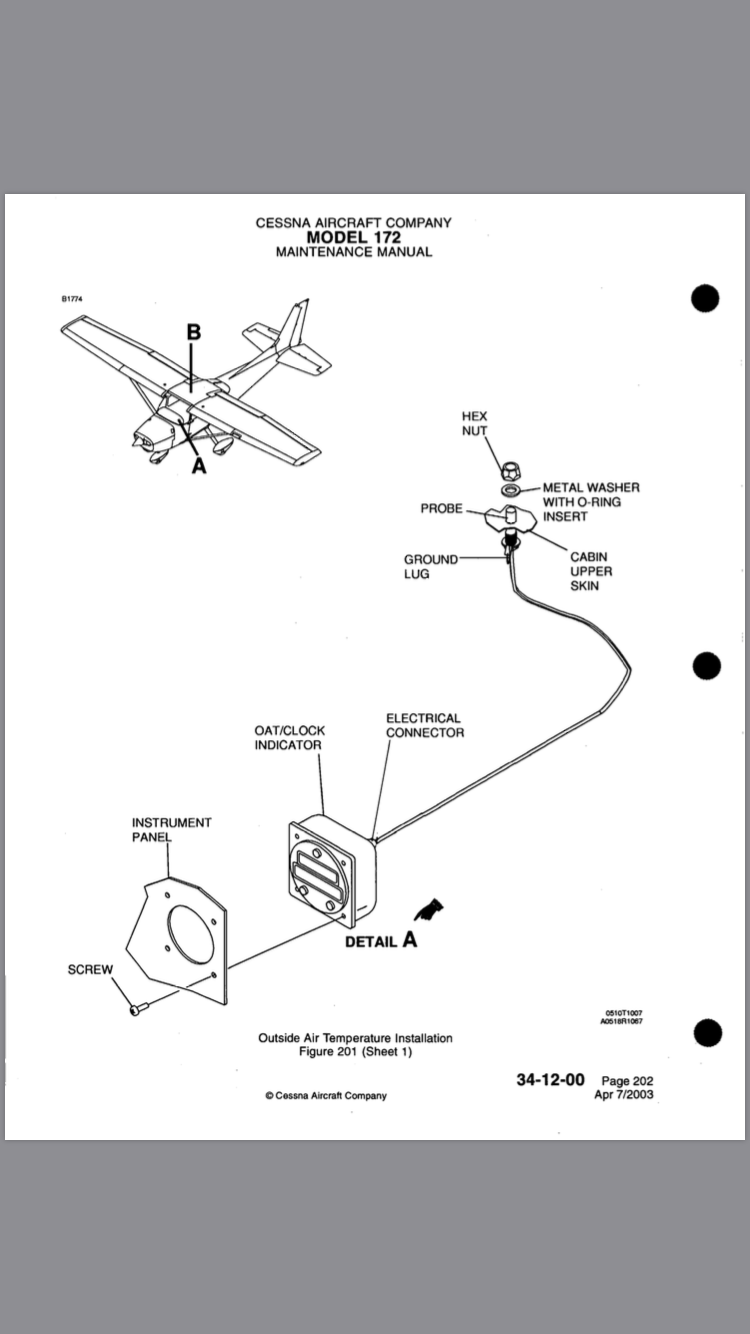 CESSNA AIRCRAFT COMPANY
MODEL 172
MAINTENANCE MANUAL
B1774
B
A
HEX
NUT
METAL WASHER
WITH O-RING
INSERT
PROBE
CABIN
UPPER
SKIN
GROUND
LUG
ELECTRICAL
CONNECTOR
OAT/CLOCK
INDICATOR
INSTRUMENT
PANEL
DETAIL A
SCREW
0510T1007
A0518R1067
Outside Air Temperature Installation
Figure 201 (Sheet 1)
34-12-00 Page 202
Apr 7/2003
© Cessna Aircraft Company